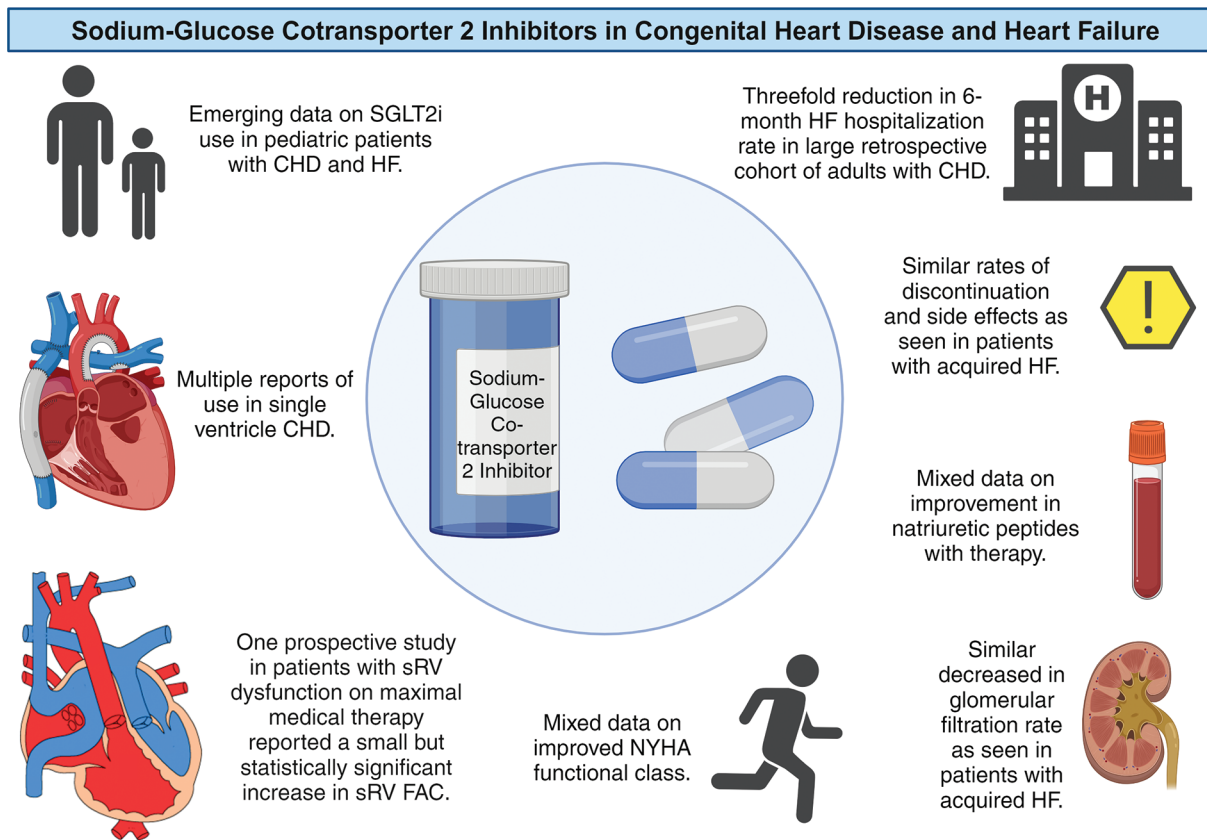 Sodium-Glucose Cotransporter 2 Inhibitors in Congenital Heart Disease and Heart Failure
Emerging data on SGLT2i
use in pediatric patients
with CHD and HF.
Threefold reduction in 6-
month HF hospitalization
rate in large retrospective
cohort of adults with CHD.
H
Multiple reports of
use in single
ventricle CHD.
Sodium-
Glucose
Co-
transporter
2 Inhibitor
Similar rates of
discontinuation
and side effects as
seen in patients
with acquired HF.
!
Mixed data on
improvement in
natriuretic peptides
with therapy.
One prospective study
in patients with sRV
dysfunction on maximal
medical therapy
reported a small but
statistically significant
increase in sRV FAC.
Mixed data on
improved NYHA
functional class.
Similar
decreased in
glomerular
filtration rate
as seen in
patients with
acquired HF.